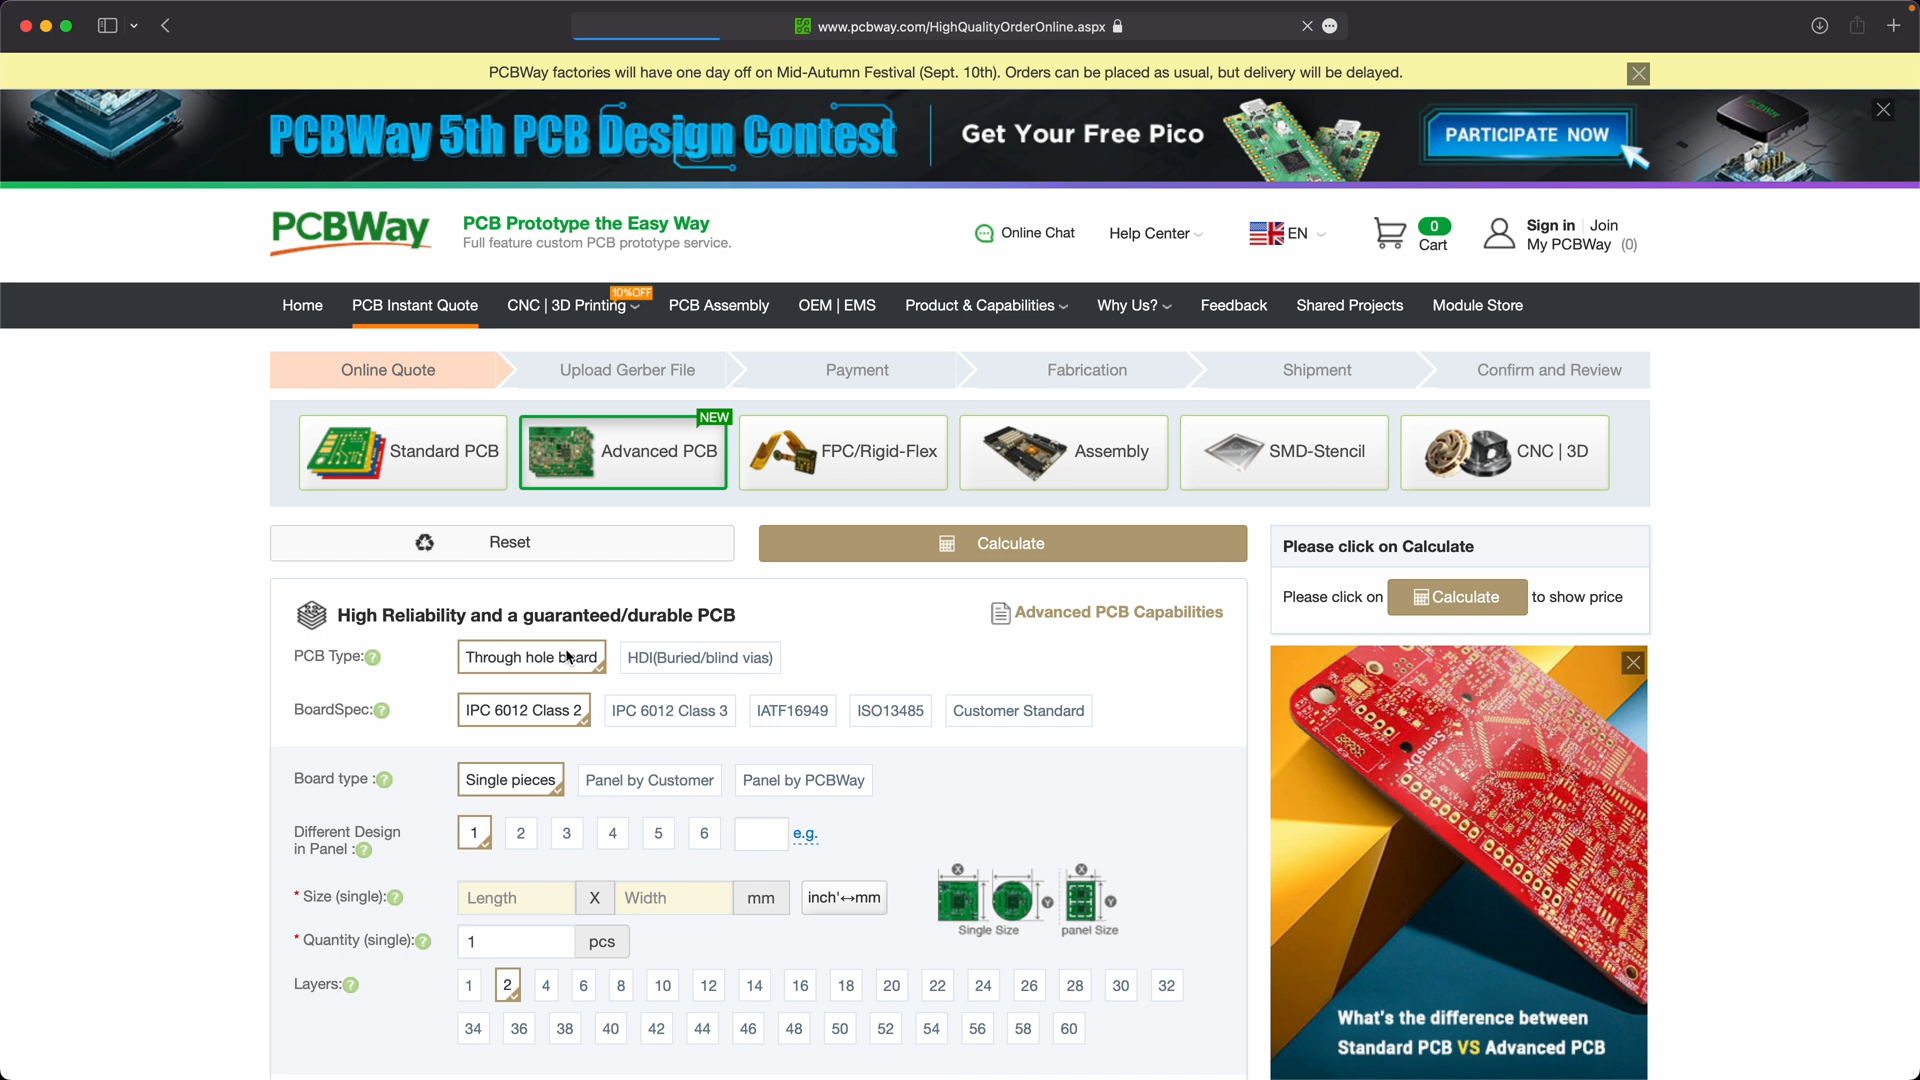 www.pcbway.com/HighQualityOrderOnline.aspx
PCBWay factories will have one day off on Mid-Autumn Festival (Sept. 10th). Orders can be placed as usual, but delivery will be delayed.
PCBWay 5th PCB Design Contest
Get Your Free Pico
PARTICIPATE NOW
PCBWay
PCB Prototype the Easy Way
Full feature custom PCB prototype service.
Online Chat
Help Center
EN
0
Cart
Sign in Join
My PCBWay (0)
10%OFF
Home PCB Instant Quote CNC | 3D Printing PCB Assembly OEM | EMS Product & Capabilities Why Us? Feedback Shared Projects Module Store
Online Quote Upload Gerber File Payment Fabrication Shipment Confirm and Review
NEW
Standard PCB Advanced PCB FPC/Rigid-Flex Assembly SMD-Stencil CNC | 3D
Reset
Calculate
Please click on Calculate
Please click on Calculate to show price
High Reliability and a guaranteed/durable PCB
Advanced PCB Capabilities
PCB Type:? Through hole board HDI(Buried/blind vias)
BoardSpec:? IPC 6012 Class 2 IPC 6012 Class 3 IATF16949 ISO13485 Customer Standard
Board type :? Single pieces Panel by Customer Panel by PCBWay
Different Design
in Panel :?
1 2 3 4 5 6 e.g.
* Size (single):? Length X Width mm inch'↔mm
X Y X Y
Single Size panel Size
* Quantity (single):? 1 pcs
Layers:? 1 2 4 6 8 10 12 14 16 18 20 22 24 26 28 30 32
34 36 38 40 42 44 46 48 50 52 54 56 58 60
SensDx
What's the difference between
Standard PCB VS Advanced PCB